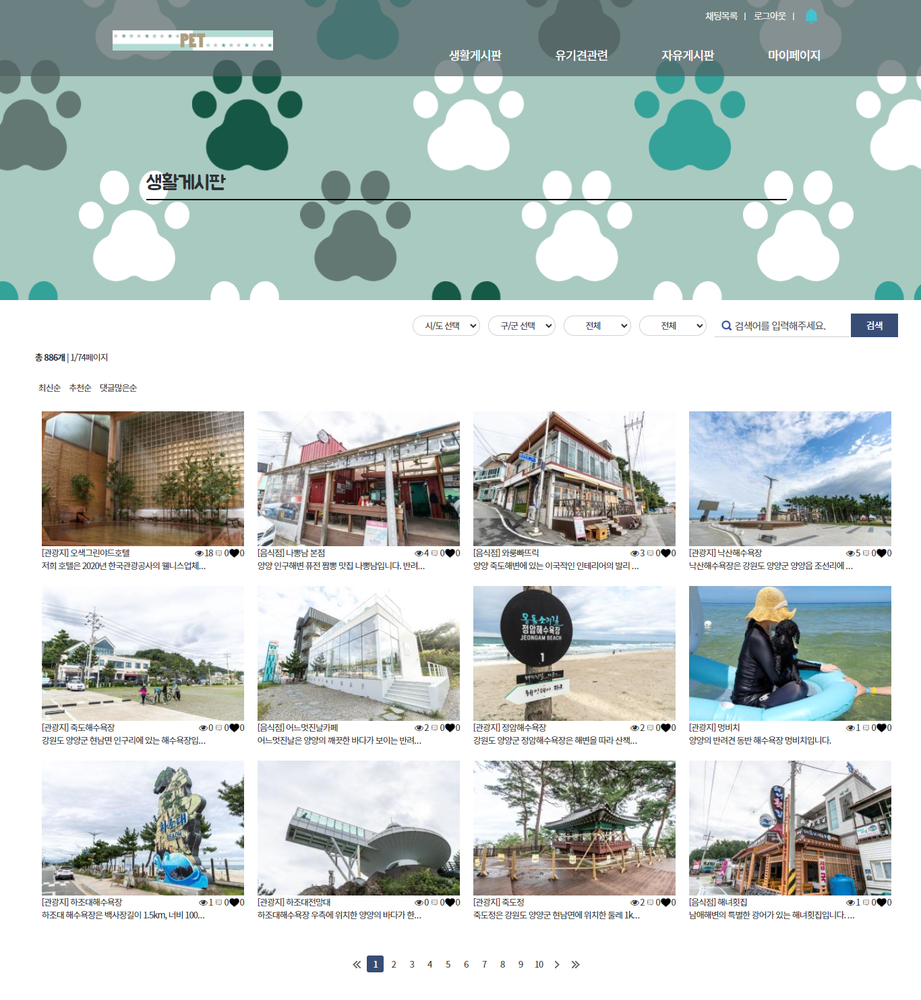 채팅목록 | 로그아웃 |
PET
생활게시판 유기견관련 자유게시판 마이페이지
생활게시판
시/도 선택 구/군 선택 전체 전체 검색어를 입력해주세요. 검색
총 886개 | 1/74페이지
최신순 추천순 댓글많은순
[관광지] 오색그린야드호텔 18 0 0
저희 호텔은 2020년 한국관광공사의 웰니스업체...
[음식점] 나뽕남 본점 4 0 0
양양 인구해변 퓨전 짬뽕 맛집 나뽕남입니다. 반려...
[음식점] 와룽빠뜨릭 3 0 0
양양 죽도해변에 있는 이국적인 인테리어의 발리 ...
[관광지] 낙산해수욕장 5 0 0
낙산해수욕장은 강원도 양양군 양양읍 조산리에 ...
몽돌소리길
정암해수욕장
JEONGAM BEACH
1
[관광지] 죽도해수욕장 0 0 0
강원도 양양군 현남면 인구리에 있는 해수욕장입...
[음식점] 어느멋진날카페 2 0 0
어느멋진날은 양양의 깨끗한 바다가 보이는 반려...
[관광지] 정암해수욕장 2 0 0
강원도 양양군 정암해수욕장은 해변을 따라 산책...
[관광지] 멍비치 1 0 0
양양의 반려견 동반 해수욕장 멍비치입니다.
하조대
BEACH
해녀횟집
섭국
[관광지] 하조대해수욕장 1 0 0
하조대 해수욕장은 백사장길이 1.5km, 너비 100...
[관광지] 하조대전망대 0 0 0
하조대해수욕장 우측에 위치한 양양의 바다가 한...
[관광지] 죽도정 2 0 0
죽도정은 강원도 양양군 현남면에 위치한 둘레 1k...
[음식점] 해녀횟집 1 0 0
남애해변의 특별한 광어가 있는 해녀횟집입니다. ...
1 2 3 4 5 6 7 8 9 10